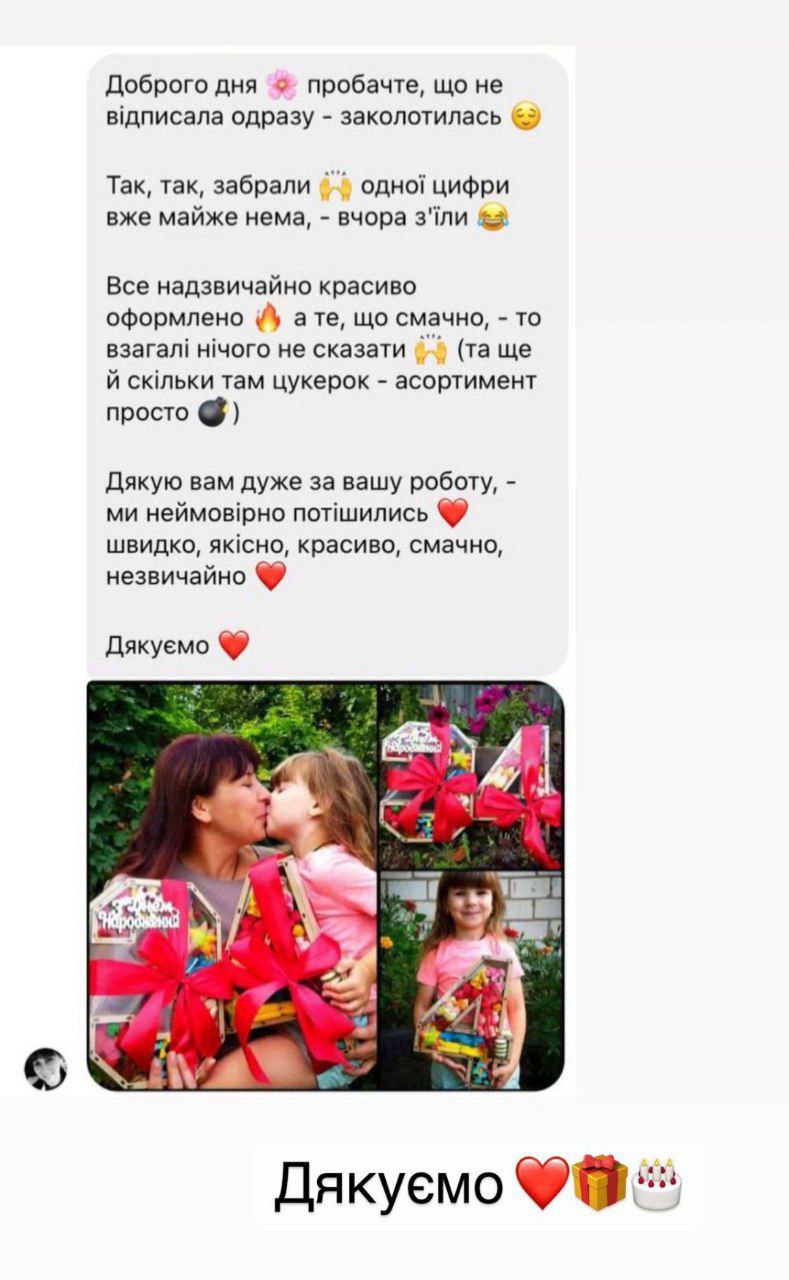 Доброго дня 🌸 пробачте, що не
відписала одразу - заколотилась 😌
Так, так, забрали 🙌 одної цифри
вже майже нема, - вчора з'їли 😂
Все надзвичайно красиво
оформлено 🔥 а те, що смачно, - то
взагалі нічого не сказати 🙌 (та ще
й скільки там цукерок - асортимент
просто 💣)
Дякую вам дуже за вашу роботу, -
ми неймовірно потішились ❤️
швидко, якісно, красиво, смачно,
незвичайно ❤️
Дякуємо ❤️
З Днем
Народження
Народження
Дякуємо ❤️🎁🎂